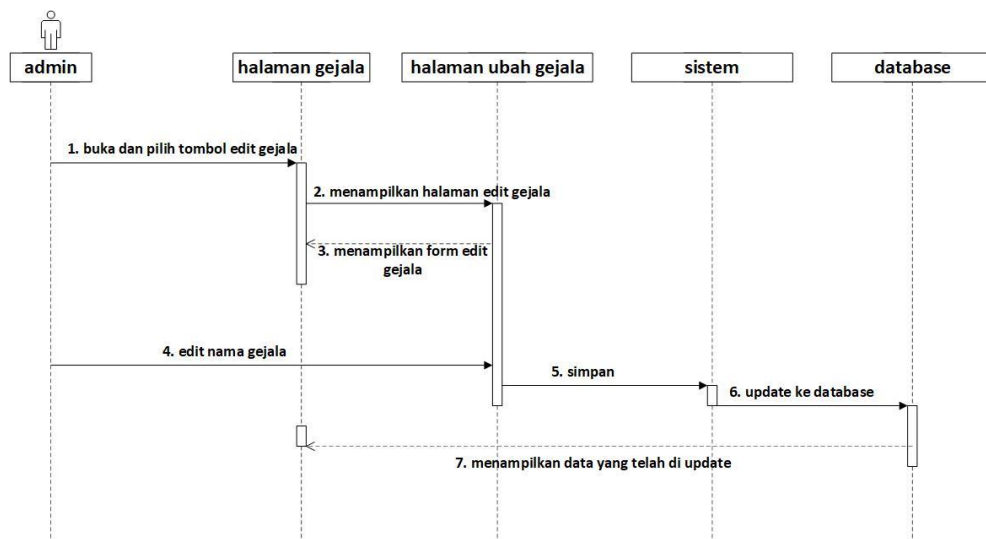 admin
halaman gejala
halaman ubah gejala
sistem
database
1. buka dan pilih tombol edit gejala
2. menampilkan halaman edit gejala
3. menampilkan form edit
gejala
4. edit nama gejala
5. simpan
6. update ke database
7. menampilkan data yang telah di update